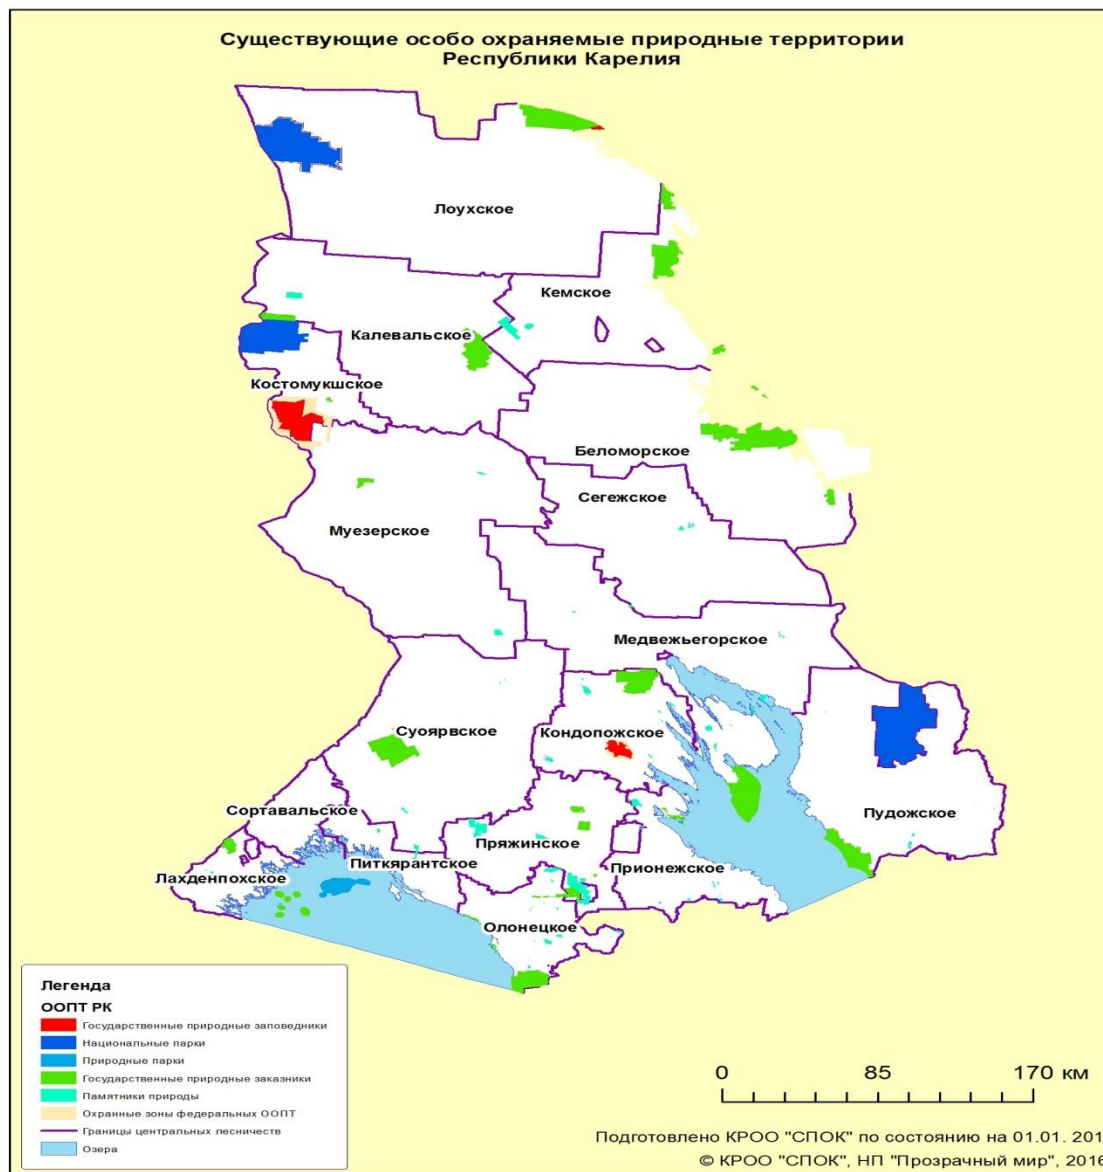 Существующие особо охраняемые природные территории
Республики Карелия
Лоухское
Кемское
Калевальское
Костомукшское
Беломорское
Сегежское
Муезерское
Медвежьегорское
Суоярвское
Кондопожское
Сортавальское
Пудожское
Пряжинское
Питкярантское
Прионежское
Лахденпохское
Олонецкое
Легенда
ООПТ РК
Государственные природные заповедники
Национальные парки
Природные парки
Государственные природные заказники
Памятники природы
Охранные зоны федеральных ООПТ
Границы центральных лесничеств
Озера
0 85 170 км
Подготовлено КРОО "СПОК" по состоянию на 01.01. 201
© КРОО "СПОК", НП "Прозрачный мир", 2016